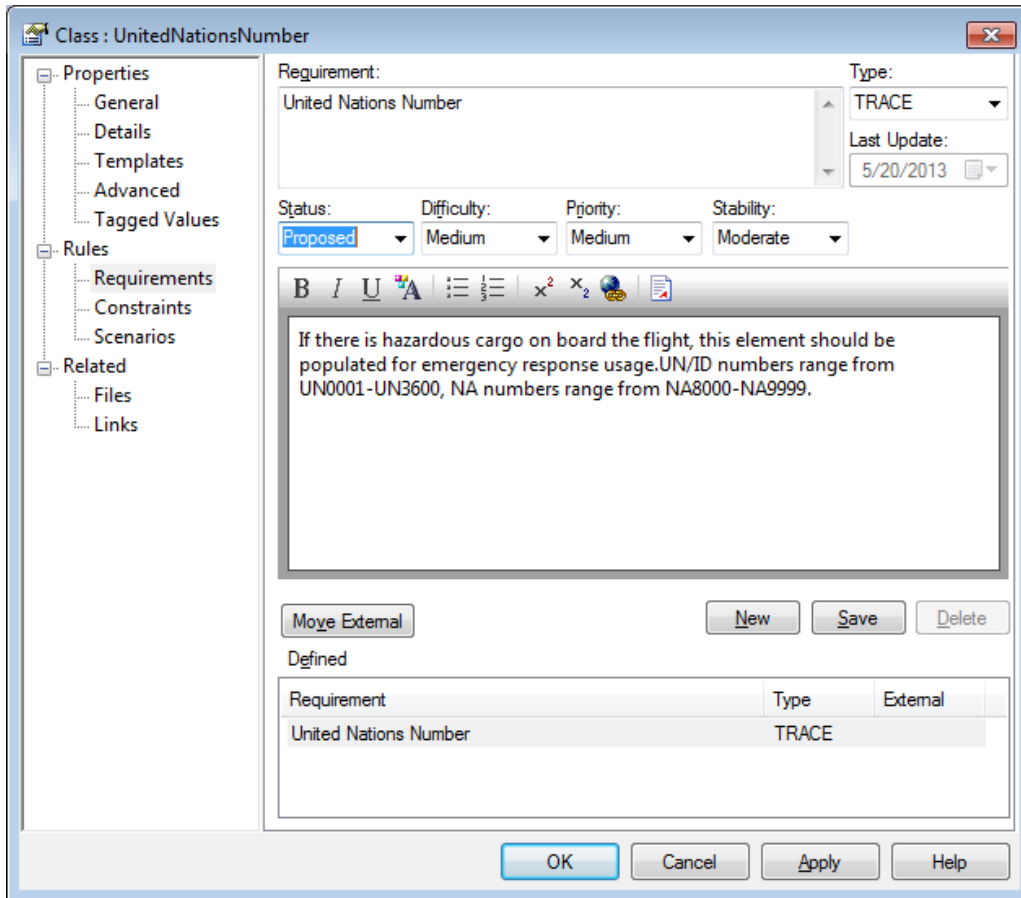 Class : UnitedNationsNumber
Properties
General
Details
Templates
Advanced
Tagged Values
Rules
Requirements
Constraints
Scenarios
Related
Files
Links
Requirement:
Type:
United Nations Number
TRACE
Last Update:
5/20/2013
Status:
Difficulty:
Priority:
Stability:
Proposed
Medium
Medium
Moderate
B I U A x² x₂
If there is hazardous cargo on board the flight, this element should be
populated for emergency response usage.UN/ID numbers range from
UN0001-UN3600, NA numbers range from NA8000-NA9999.
Move External
New
Save
Delete
Defined
Requirement Type External
United Nations Number TRACE
OK
Cancel
Apply
Help